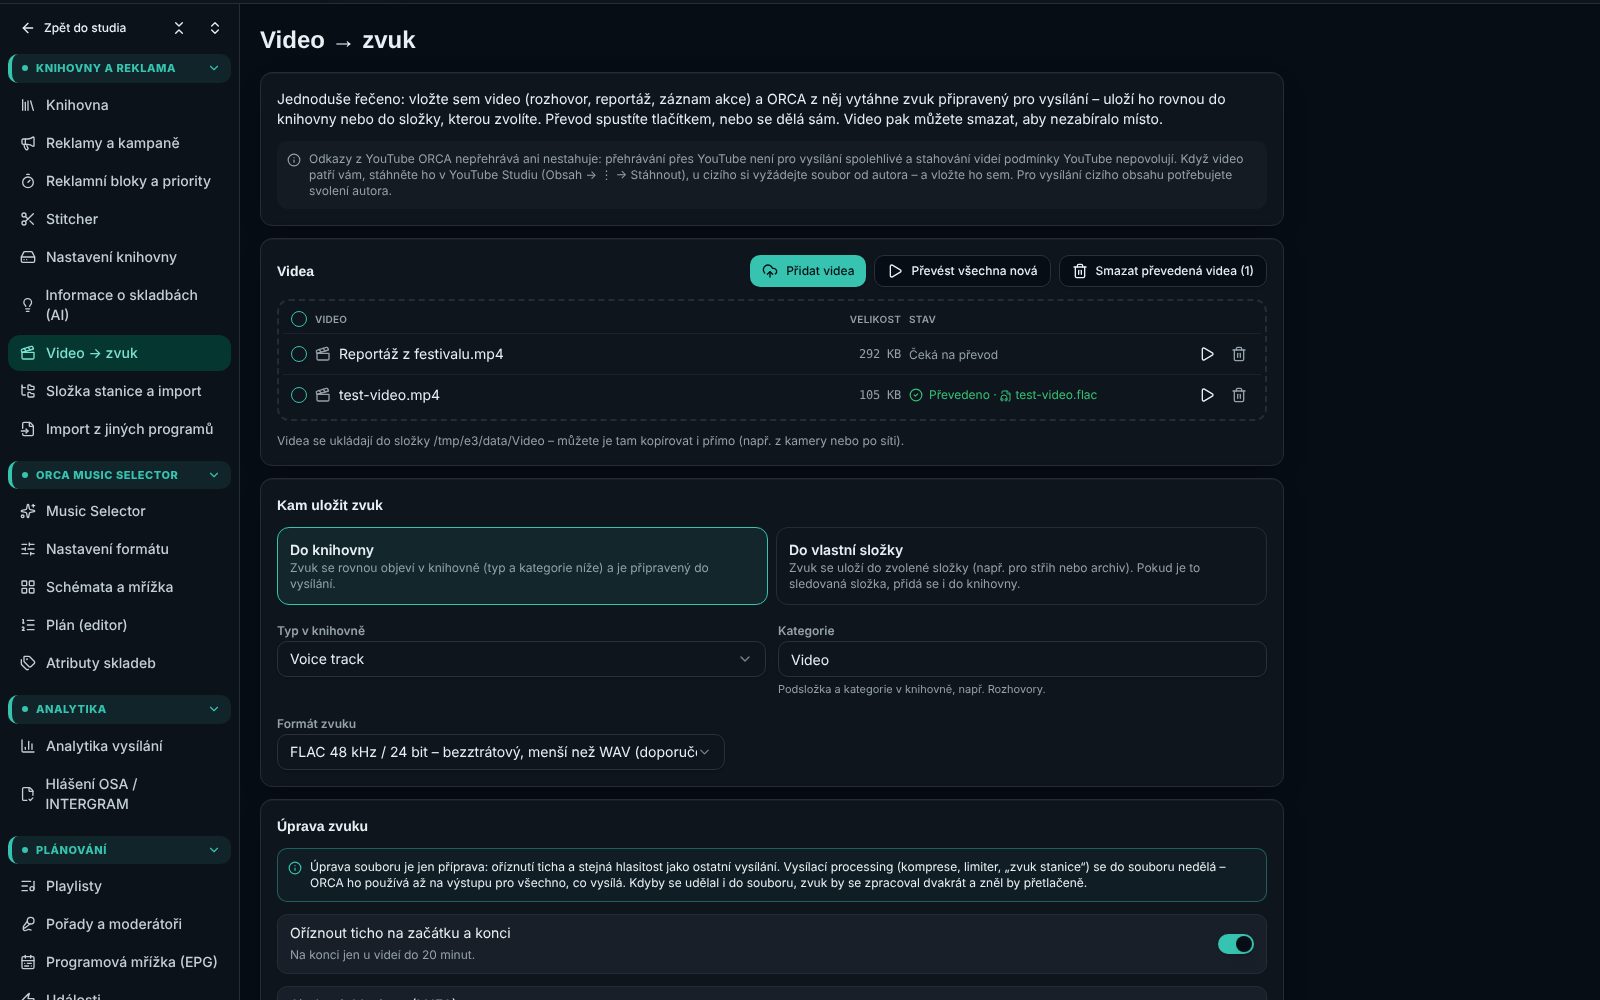 Zpět do studia
KNIHOVNY A REKLAMA
Knihovna
Reklamy a kampaně
Reklamní bloky a priority
Stitcher
Nastavení knihovny
Informace o skladbách
(AI)
Video → zvuk
Složka stanice a import
Import z jiných programů
ORCA MUSIC SELECTOR
Music Selector
Nastavení formátu
Schémata a mřížka
Plán (editor)
Atributy skladeb
ANALYTIKA
Analytika vysílání
Hlášení OSA /
INTERGRAM
PLÁNOVÁNÍ
Playlisty
Pořady a moderátoři
Programová mřížka (EPG)
Události
Video → zvuk
Jednoduše řečeno: vložte sem video (rozhovor, reportáž, záznam akce) a ORCA z něj vytáhne zvuk připravený pro vysílání – uloží ho rovnou do
knihovny nebo do složky, kterou zvolíte. Převod spustíte tlačítkem, nebo se dělá sám. Video pak můžete smazat, aby nezabíralo místo.
Odkazy z YouTube ORCA nepřehrává ani nestahuje: přehrávání přes YouTube není pro vysílání spolehlivé a stahování videí podmínky YouTube nepovolují. Když video
patří vám, stáhněte ho v YouTube Studiu (Obsah → ⋮ → Stáhnout), u cizího si vyžádejte soubor od autora – a vložte ho sem. Pro vysílání cizího obsahu potřebujete
svolení autora.
Videa
Přidat videa
Převést všechna nová
Smazat převedená videa (1)
VIDEO VELIKOST STAV
Reportáž z festivalu.mp4 292 KB Čeká na převod
test-video.mp4 105 KB Převedeno · test-video.flac
Videa se ukládají do složky /tmp/e3/data/Video – můžete je tam kopírovat i přímo (např. z kamery nebo po síti).
Kam uložit zvuk
Do knihovny
Zvuk se rovnou objeví v knihovně (typ a kategorie níže) a je připravený do
vysílání.
Do vlastní složky
Zvuk se uloží do zvolené složky (např. pro střih nebo archiv). Pokud je to
sledovaná složka, přidá se i do knihovny.
Typ v knihovně
Voice track
Kategorie
Video
Podsložka a kategorie v knihovně, např. Rozhovory.
Formát zvuku
FLAC 48 kHz / 24 bit – bezztrátový, menší než WAV (doporuč
Úprava zvuku
Úprava souboru je jen příprava: oříznutí ticha a stejná hlasitost jako ostatní vysílání. Vysílací processing (komprese, limiter, „zvuk stanice“) se do souboru nedělá –
ORCA ho používá až na výstupu pro všechno, co vysílá. Kdyby se udělal i do souboru, zvuk by se zpracoval dvakrát a zněl by přetlačeně.
Oříznout ticho na začátku a konci
Na konci jen u videí do 20 minut.